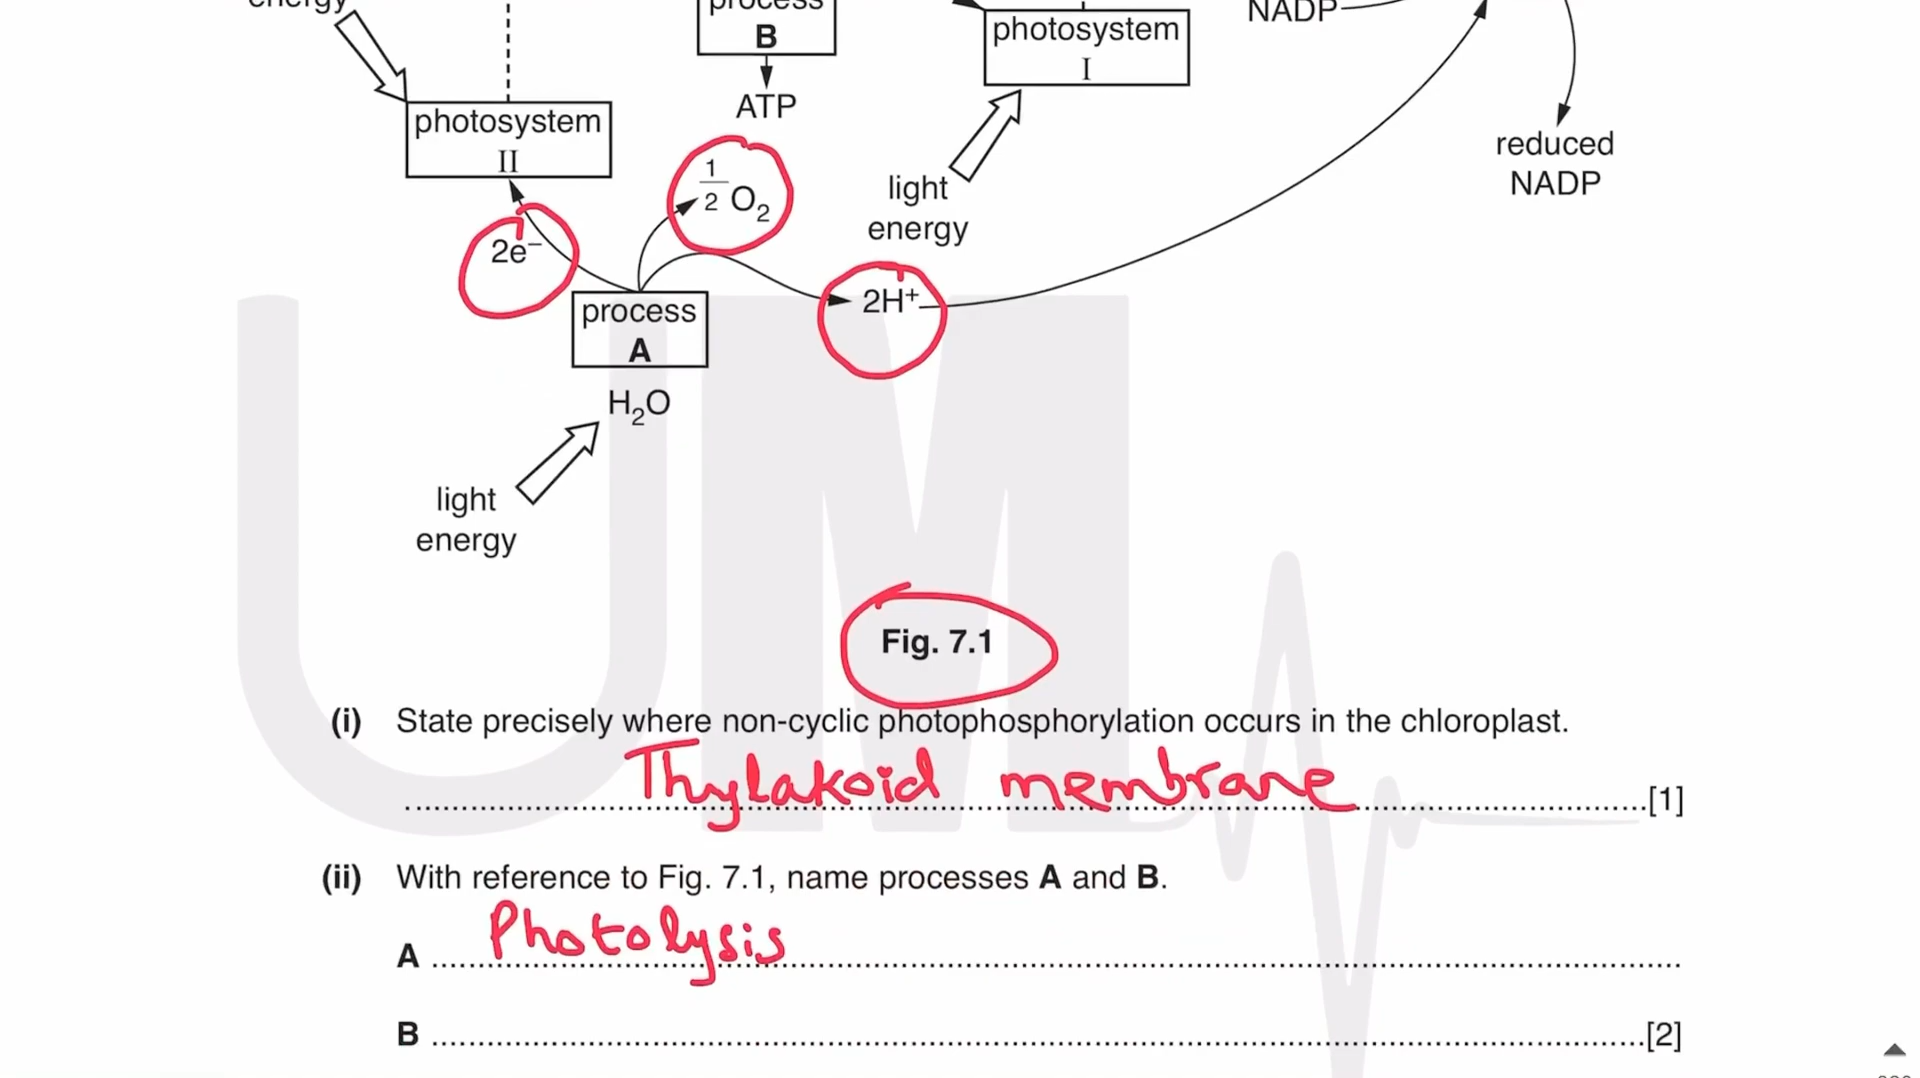 energy
process
B
ATP
photosystem
I
NADP
photosystem
II
reduced
NADP
1/2 O2
light
energy
2e⁻
2H⁺
process
A
H2O
light
energy
Fig. 7.1
(i) State precisely where non-cyclic photophosphorylation occurs in the chloroplast.
Thylakoid membrane
[1]
(ii) With reference to Fig. 7.1, name processes A and B.
A Photolysis
B [2]